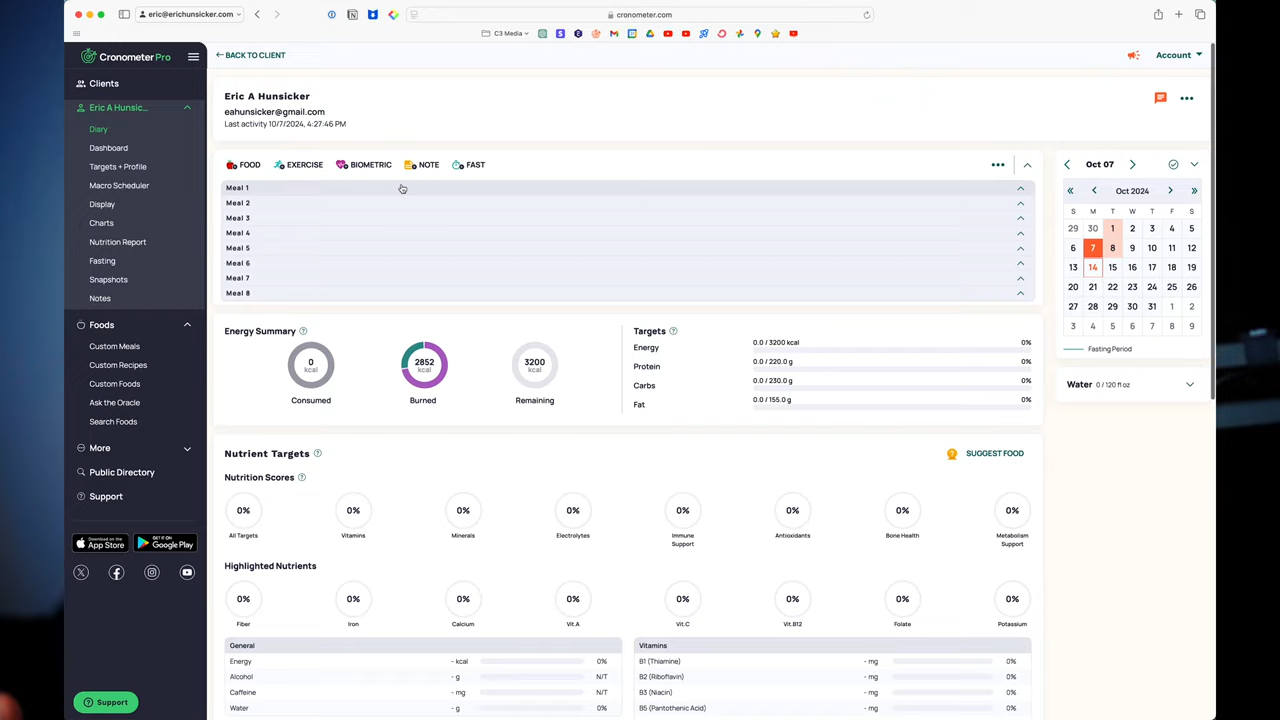 eric@erichunsicker.com
cronometer.com
C3 Media
Cronometer Pro
Clients
Eric A Hunsic...
Diary
Dashboard
Targets + Profile
Macro Scheduler
Display
Charts
Nutrition Report
Fasting
Snapshots
Notes
Foods
Custom Meals
Custom Recipes
Custom Foods
Ask the Oracle
Search Foods
More
Public Directory
Support
Download on the App Store
GET IT ON Google Play
Support
BACK TO CLIENT
Account
Eric A Hunsicker
eahunsicker@gmail.com
Last activity 10/7/2024, 4:27:46 PM
FOOD EXERCISE BIOMETRIC NOTE FAST
Meal 1
Meal 2
Meal 3
Meal 4
Meal 5
Meal 6
Meal 7
Meal 8
Energy Summary
0 kcal
2852 kcal
3200 kcal
Consumed Burned Remaining
Targets
Energy 0.0 / 3200 kcal 0%
Protein 0.0 / 220.0 g 0%
Carbs 0.0 / 230.0 g 0%
Fat 0.0 / 155.0 g 0%
Nutrient Targets
SUGGEST FOOD
Nutrition Scores
0% 0% 0% 0% 0% 0% 0% 0%
All Targets Vitamins Minerals Electrolytes Immune Support Antioxidants Bone Health Metabolism Support
Highlighted Nutrients
0% 0% 0% 0% 0% 0% 0% 0%
Fiber Iron Calcium Vit.A Vit.C Vit.B12 Folate Potassium
General
Energy - kcal 0%
Alcohol - g N/T
Caffeine - mg N/T
Water - g 0%
Vitamins
B1 (Thiamine) - mg 0%
B2 (Riboflavin) - mg 0%
B3 (Niacin) - mg 0%
B5 (Pantothenic Acid) - mg 0%
Oct 07
Oct 2024
S M T W T F S
29 30 1 2 3 4 5
6 7 8 9 10 11 12
13 14 15 16 17 18 19
20 21 22 23 24 25 26
27 28 29 30 31 1 2
3 4 5 6 7 8 9
Fasting Period
Water 0 / 120 fl oz